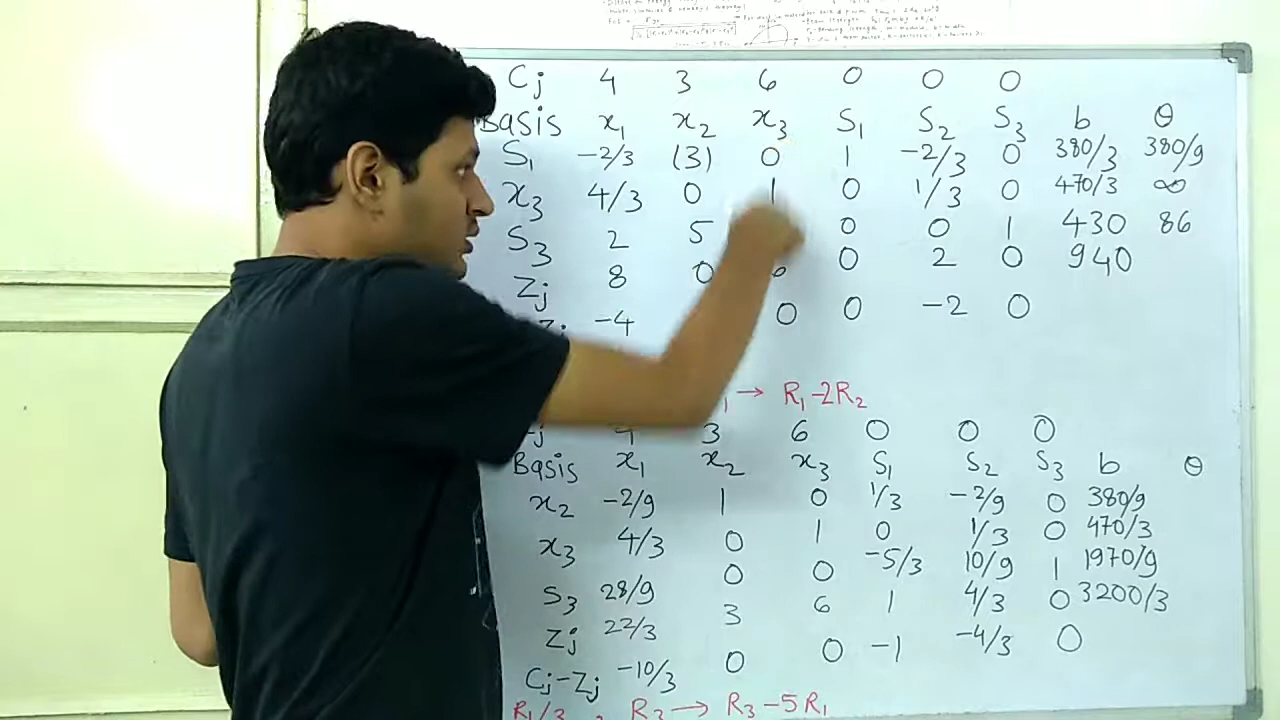 Cj 4 3 6 0 0 0
Basis x₁ x₂ x₃ S₁ S₂ S₃ b θ
S₁ -2/3 (3) 0 1 -2/3 0 380/3 380/9
x₃ 4/3 0 1 0 1/3 0 470/3 ∞
S₃ 2 5 0 0 1 430 86
Zj 8 0 6 0 2 0 940
Zj -4 0 0 -2 0
→ R₁-2R₂
4 3 6 0 0 0
Basis x₁ x₂ x₃ S₁ S₂ S₃ b θ
x₂ -2/9 1 0 1/3 -2/9 0 380/9
x₃ 4/3 0 1 0 1/3 0 470/3
S₃ 28/9 0 0 -5/3 10/9 1 1970/9
Zj 22/3 3 6 1 4/3 0 3200/3
Cj-Zj -10/3 0 0 -1 -4/3 0
R₁/3 R₃ → R₃-5R₁